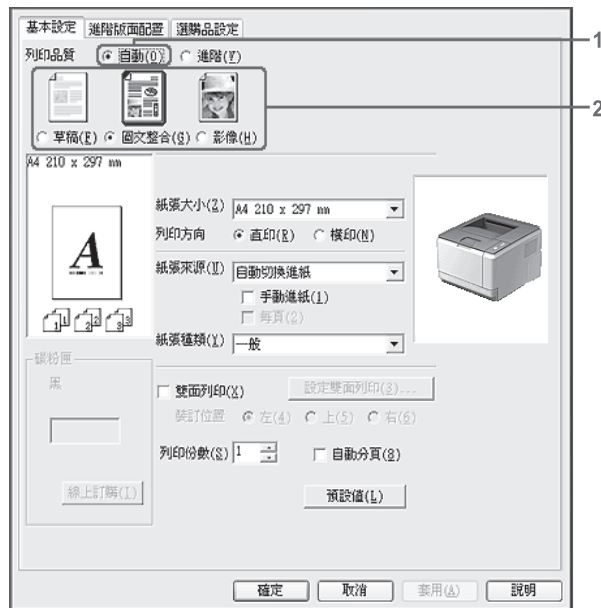 基本設定 進階版面配置 選購品設定
列印品質 自動(O) 進階(V)
1
草稿(E) 圖文整合(G) 影像(H)
2
A4 210 x 297 mm
紙張大小(Z) A4 210 x 297 mm
列印方向 直印(R) 橫印(N)
A
紙張來源(U) 自動切換進紙
手動進紙(1)
每頁(2)
1 1 2 2 3 3
紙張種類(Y) 一般
碳粉匣
黑
雙面列印(X) 設定雙面列印(3)...
裝訂位置 左(4) 上(5) 右(6)
列印份數(S) 1 自動分頁(8)
線上訂購(I)
預設值(L)
確定 取消 套用(A) 說明